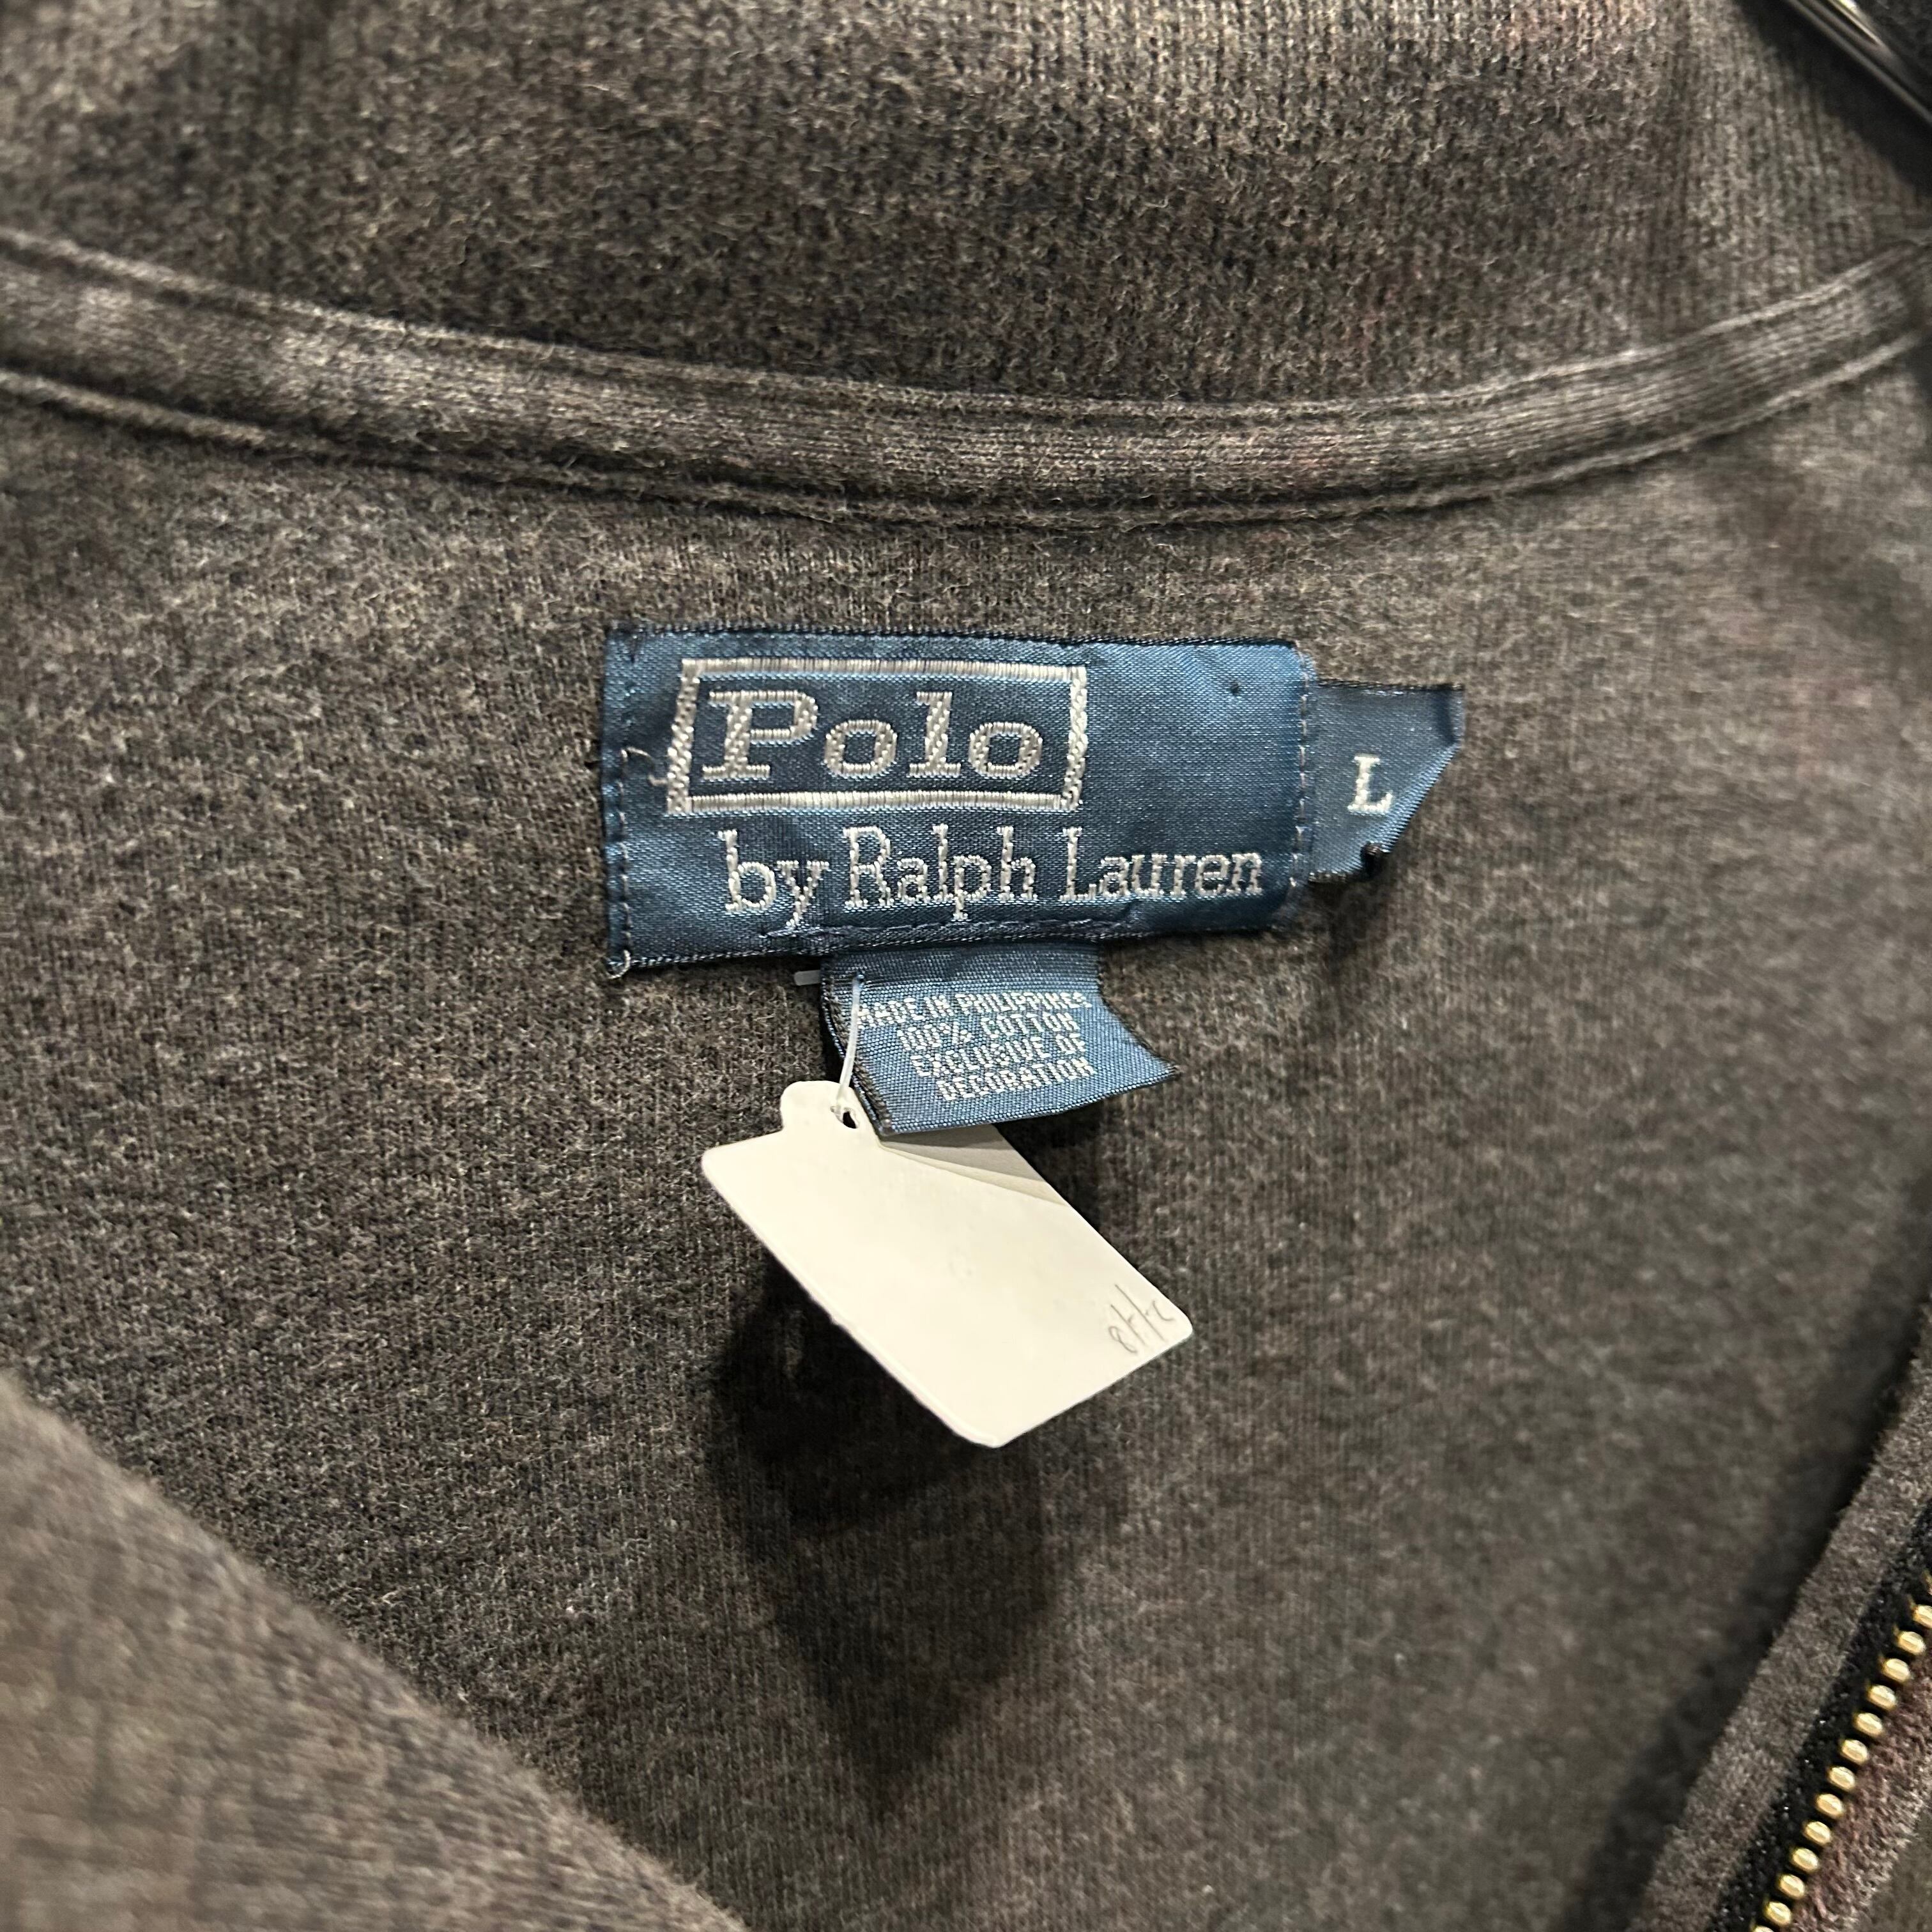 Polo
by Ralph Lauren
L
MADE IN PHILIPPINES
100% COTTON
EXCLUSIVE OF
DECORATION